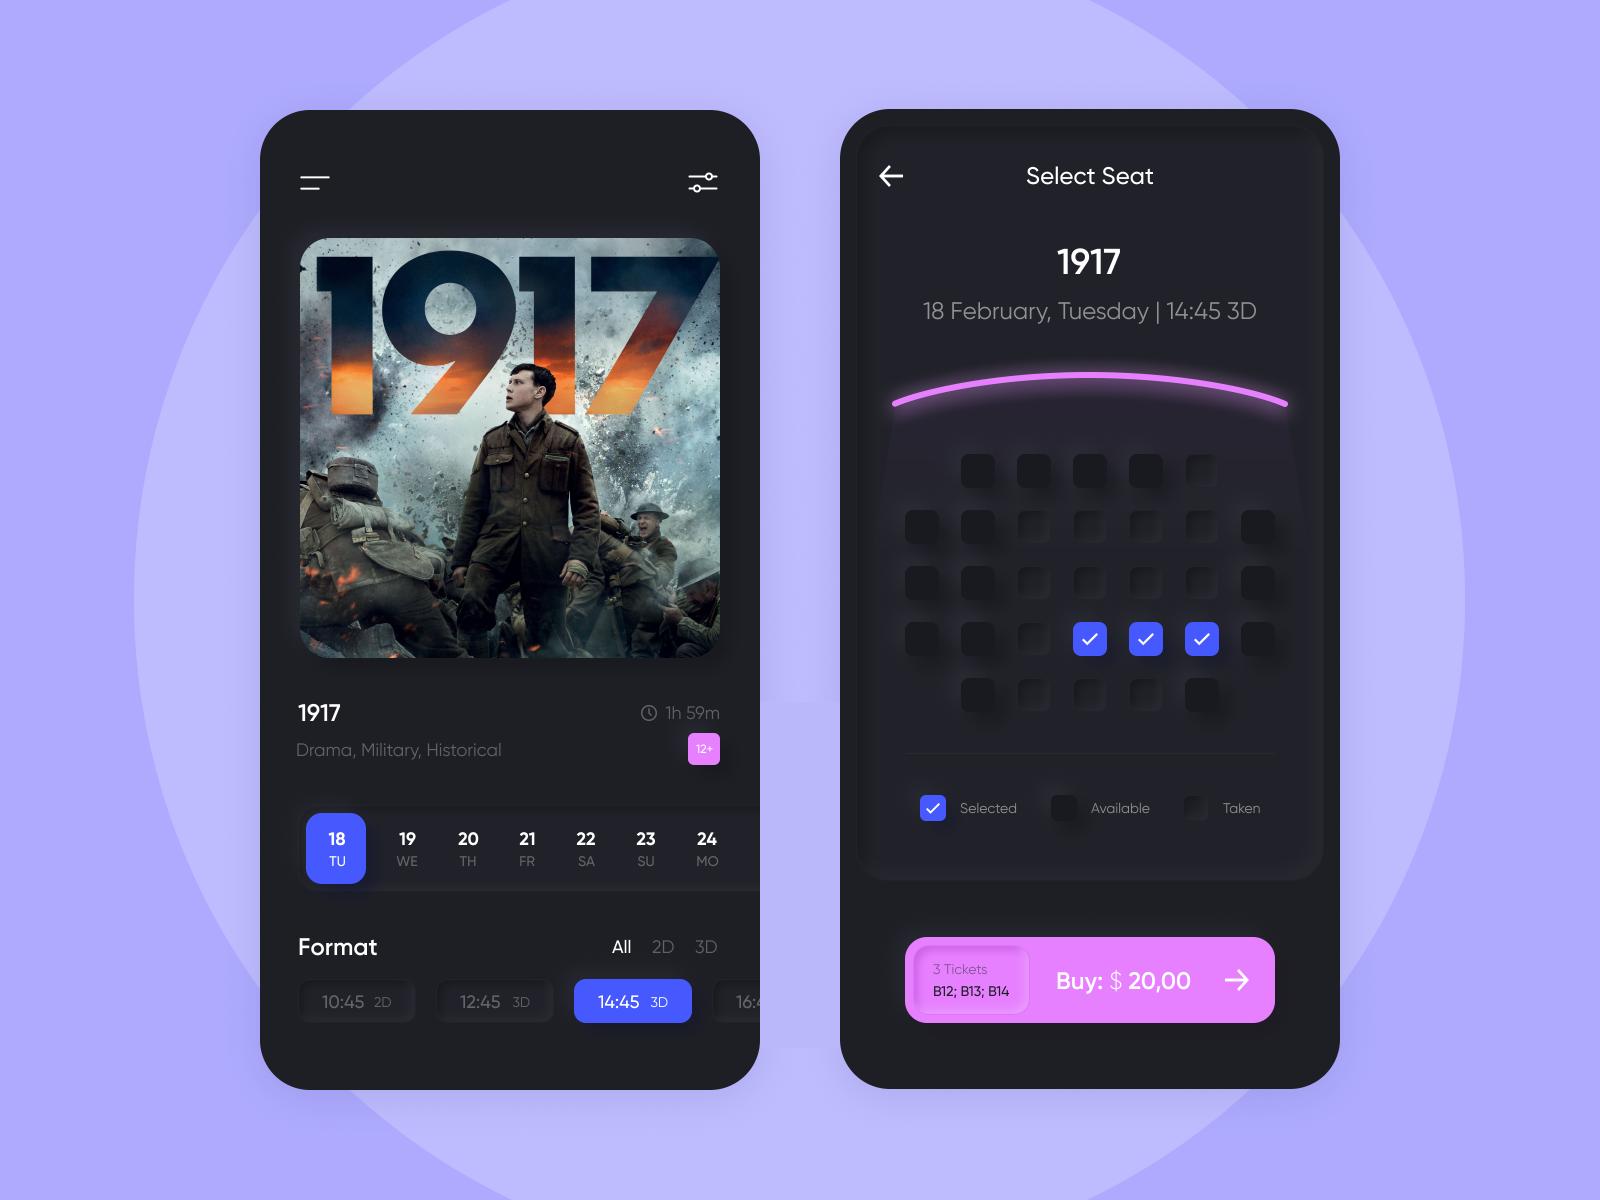 1917
1917
1h 59m
Drama, Military, Historical
12+
18 19 20 21 22 23 24
TU WE TH FR SA SU MO
Format
All 2D 3D
10:45 2D 12:45 3D 14:45 3D
Select Seat
1917
18 February, Tuesday | 14:45 3D
Selected Available Taken
3 Tickets
B12; B13; B14
Buy: $ 20,00